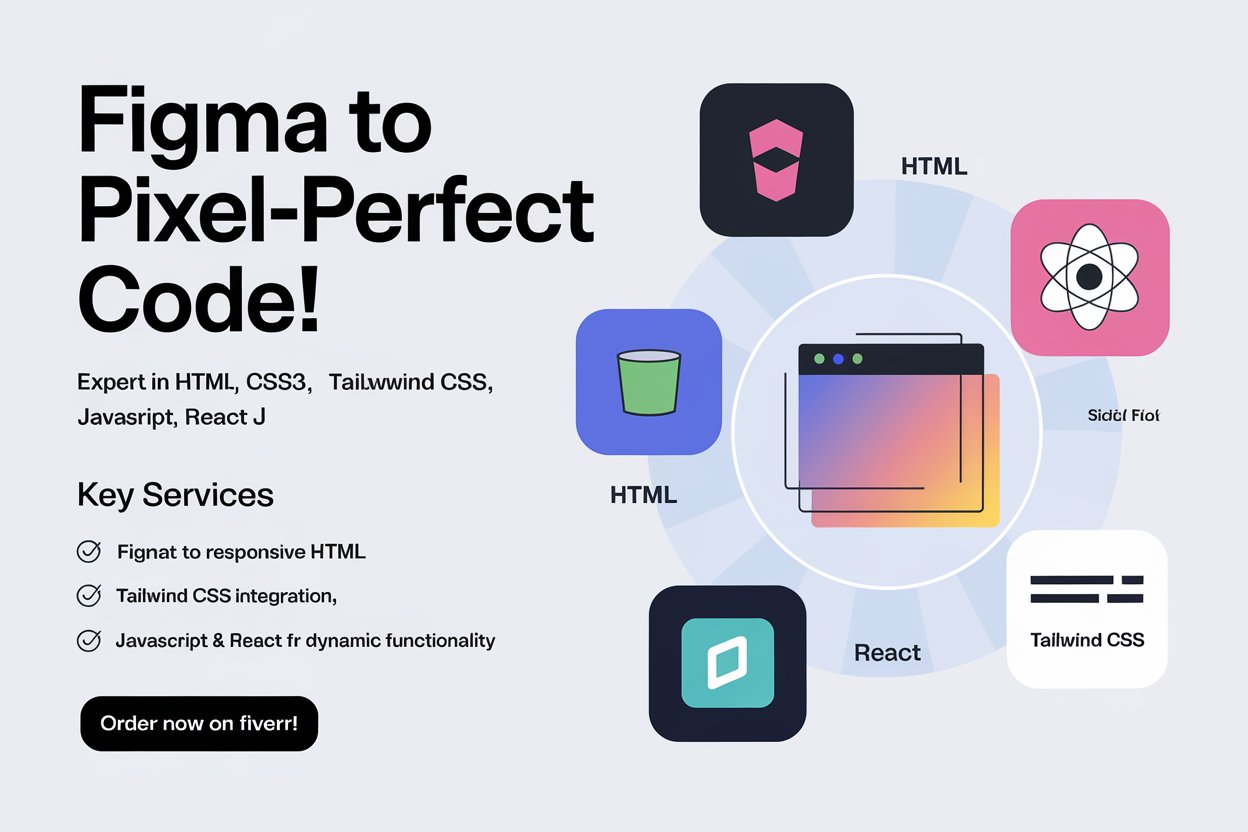 Figma to
Pixel-Perfect
Code!
Expert in HTML, CSS3, Tailwwind CSS,
Javasript, React J
Key Services
Fignat to responsive HTML
Tailwind CSS integration,
Javascript & React fr dynamic functionality
Order now on fiverr!
HTML
HTML
React
Tailwind CSS